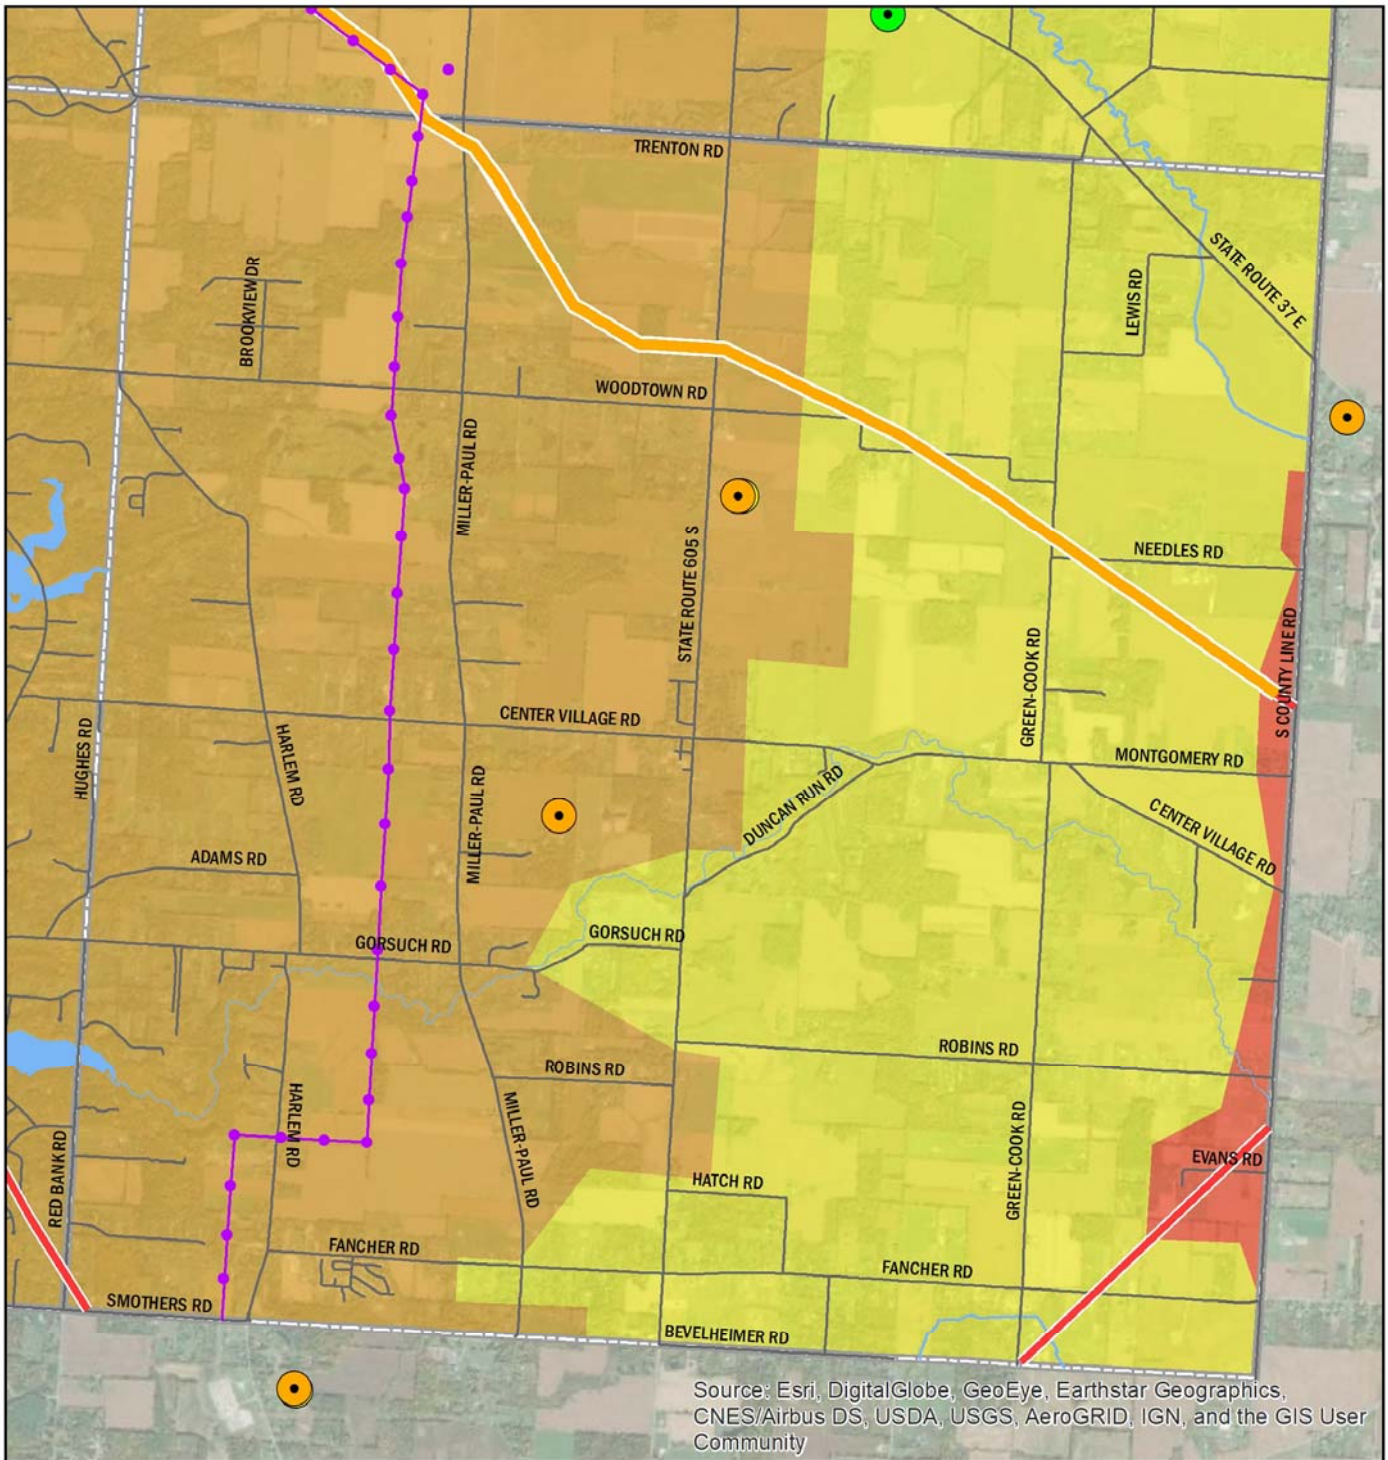 TRENTON RD
STATE ROUTE 37 E
BROOKVIEW DR
LEWIS RD
WOODTOWN RD
MILLER-PAUL RD
STATE ROUTE 605 S
NEEDLES RD
S COUNTY LINE RD
GREEN-COOK RD
CENTER VILLAGE RD
HUGHES RD
HARLEM RD
MONTGOMERY RD
MILLER-PAUL RD
DUNCAN RUN RD
CENTER VILLAGE RD
ADAMS RD
GORSUCH RD
GORSUCH RD
ROBINS RD
ROBINS RD
HARLEM RD
MILLER-PAUL RD
GREEN-COOK RD
RED BANK RD
EVANS RD
HATCH RD
FANCHER RD
FANCHER RD
SMOTHERS RD
BEVELHEIMER RD
Source: Esri, DigitalGlobe, GeoEye, Earthstar Geographics,
CNES/Airbus DS, USDA, USGS, AeroGRID, IGN, and the GIS User
Community